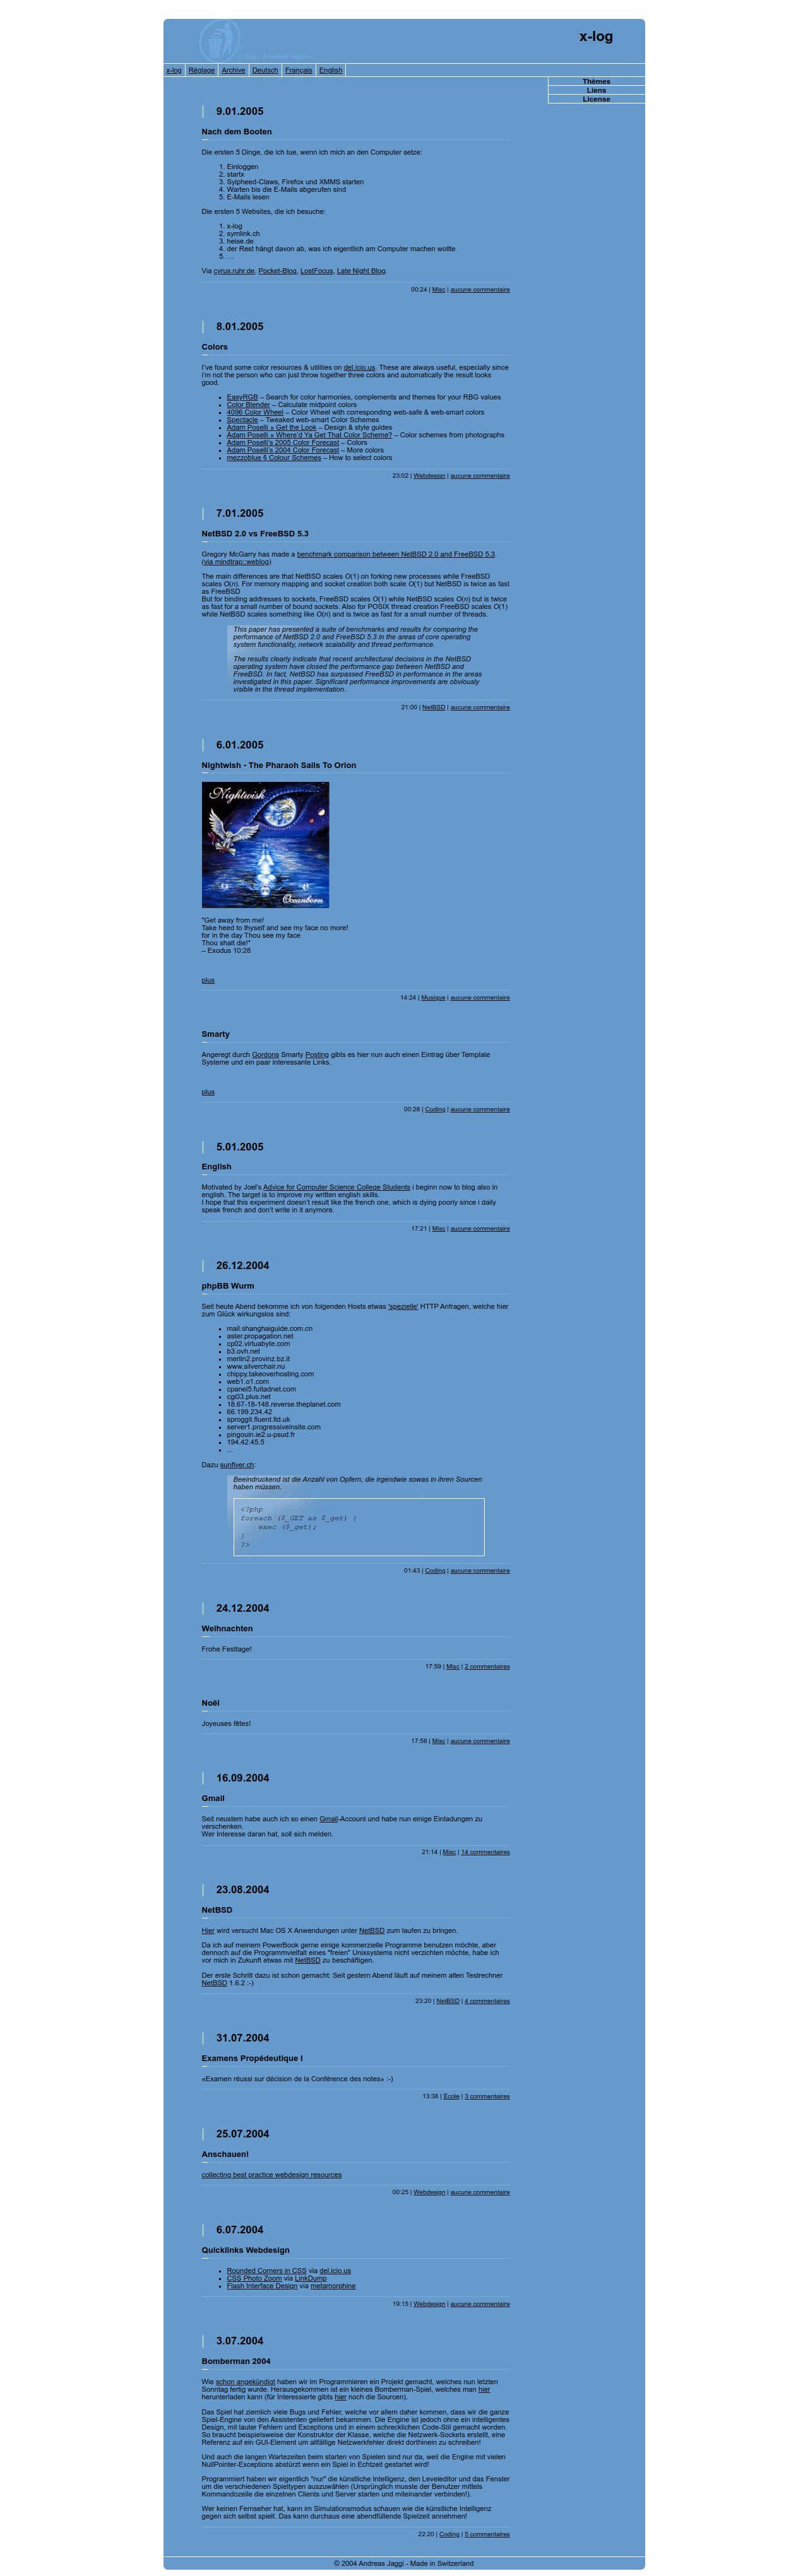 x-log
x-log Réglage Archive Deutsch Français English
Thèmes
Liens
License
9.01.2005
Nach dem Booten
Die ersten 5 Dinge, die ich tue, wenn ich mich an den Computer setze:
1. Einloggen
2. startx
3. Sylpheed-Claws, Firefox und XMMS starten
4. Warten bis die E-Mails abgerufen sind
5. E-Mails lesen
Die ersten 5 Websites, die ich besuche:
1. x-log
2. symlink.ch
3. heise.de
4. der Rest hängt davon ab, was ich eigentlich am Computer machen wollte
5. ...
Via cyrus.ruhr.de, Pocket-Blog, LostFocus, Late Night Blog.
00:24 | Misc | aucune commentaire
8.01.2005
Colors
I've found some color resources & utilities on del.icio.us. These are always useful, especially since
i'm not the person who can just throw together three colors and automatically the result looks
good.
• EasyRGB – Search for color harmonies, complements and themes for your RBG values
• Color Blender – Calculate midpoint colors
• 4096 Color Wheel – Color Wheel with corresponding web-safe & web-smart colors
• Spectacle – Tweaked web-smart Color Schemes
• Adam Poselli » Get the Look – Design & style guides
• Adam Poselli » Where'd Ya Get That Color Scheme? – Color schemes from photographs
• Adam Poselli's 2005 Color Forecast – Colors
• Adam Poselli's 2004 Color Forecast – More colors
• mezzoblue § Colour Schemes – How to select colors
23:02 | Webdesign | aucune commentaire
7.01.2005
NetBSD 2.0 vs FreeBSD 5.3
Gregory McGarry has made a benchmark comparison between NetBSD 2.0 and FreeBSD 5.3.
(via mindtrap::weblog)
The main differences are that NetBSD scales O(1) on forking new processes while FreeBSD
scales O(n). For memory mapping and socket creation both scale O(1) but NetBSD is twice as fast
as FreeBSD
But for binding addresses to sockets, FreeBSD scales O(1) while NetBSD scales O(n) but is twice
as fast for a small number of bound sockets. Also for POSIX thread creation FreeBSD scales O(1)
while NetBSD scales something like O(n) and is twice as fast for a small number of threads.
This paper has presented a suite of benchmarks and results for comparing the
performance of NetBSD 2.0 and FreeBSD 5.3 in the areas of core operating
system functionality, network scalability and thread performance.
The results clearly indicate that recent architectural decisions in the NetBSD
operating system have closed the performance gap between NetBSD and
FreeBSD. In fact, NetBSD has surpassed FreeBSD in performance in the areas
investigated in this paper. Significant performance improvements are obviously
visible in the thread implementation.
21:00 | NetBSD | aucune commentaire
6.01.2005
Nightwish - The Pharaoh Sails To Orion
Nightwish
Oceanborn
"Get away from me!
Take heed to thyself and see my face no more!
for in the day Thou see my face
Thou shalt die!"
– Exodus 10:28
plus
14:24 | Musique | aucune commentaire
Smarty
Angeregt durch Gordons Smarty Posting gibts es hier nun auch einen Eintrag über Template
Systeme und ein paar interessante Links.
plus
00:28 | Coding | aucune commentaire
5.01.2005
English
Motivated by Joel's Advice for Computer Science College Students i beginn now to blog also in
english. The target is to improve my written english skills.
I hope that this experiment doesn't result like the french one, which is dying poorly since i daily
speak french and don't write in it anymore.
17:21 | Misc | aucune commentaire
26.12.2004
phpBB Wurm
Seit heute Abend bekomme ich von folgenden Hosts etwas 'spezielle' HTTP Anfragen, welche hier
zum Glück wirkungslos sind:
• mail.shanghaiguide.com.cn
• aster.propagation.net
• cp02.virtuabyte.com
• b3.ovh.net
• merlin2.provinz.bz.it
• www.silverchair.nu
• chippy.takeoverhosting.com
• web1.o1.com
• cpanel5.fuitadnet.com
• cgi03.plus.net
• 18.67-18-148.reverse.theplanet.com
• 66.199.234.42
• sproggit.fluent.ltd.uk
• server1.progressiveinsite.com
• pingouin.ie2.u-psud.fr
• 194.42.45.5
• ...
Dazu sunflyer.ch:
Beeindruckend ist die Anzahl von Opfern, die irgendwie sowas in ihren Sourcen
haben müssen.
<?php
foreach ($_GET as $_get) {
exec ($_get);
}
?>
01:43 | Coding | aucune commentaire
24.12.2004
Weihnachten
Frohe Festtage!
17:59 | Misc | 2 commentaires
Noël
Joyeuses fêtes!
17:58 | Misc | aucune commentaire
16.09.2004
Gmail
Seit neustem habe auch ich so einen Gmail-Account und habe nun einige Einladungen zu
verschenken.
Wer Interesse daran hat, soll sich melden.
21:14 | Misc | 14 commentaires
23.08.2004
NetBSD
Hier wird versucht Mac OS X Anwendungen unter NetBSD zum laufen zu bringen.
Da ich auf meinem PowerBook gerne einige kommerzielle Programme benutzen möchte, aber
dennoch auf die Programmvielfalt eines "freien" Unixsystems nicht verzichten möchte, habe ich
vor mich in Zukunft etwas mit NetBSD zu beschäftigen.
Der erste Schritt dazu ist schon gemacht: Seit gestern Abend läuft auf meinem alten Testrechner
NetBSD 1.6.2 :-)
23:20 | NetBSD | 4 commentaires
31.07.2004
Examens Propédeutique I
«Examen réussi sur décision de la Conférence des notes» :-)
13:38 | École | 3 commentaires
25.07.2004
Anschauen!
collecting best practice webdesign resources
00:25 | Webdesign | aucune commentaire
6.07.2004
Quicklinks Webdesign
• Rounded Corners in CSS via del.icio.us
• CSS Photo Zoom via LinkDump
• Flash Interface Design via metamorphine
19:15 | Webdesign | aucune commentaire
3.07.2004
Bomberman 2004
Wie schon angekündigt haben wir im Programmieren ein Projekt gemacht, welches nun letzten
Sonntag fertig wurde. Herausgekommen ist ein kleines Bomberman-Spiel, welches man hier
herunterladen kann (für Interessierte gibts hier noch die Sourcen).
Das Spiel hat ziemlich viele Bugs und Fehler, welche vor allem daher kommen, dass wir die ganze
Spiel-Engine von den Assistenten geliefert bekammen. Die Engine ist jedoch ohne ein intelligentes
Design, mit lauter Fehlern und Exceptions und in einem schrecklichen Code-Stil gemacht worden.
So braucht beispielsweise der Konstruktor der Klasse, welche die Netzwerk-Sockets erstellt, eine
Referenz auf ein GUI-Element um allfällige Netzwerkfehler direkt dorthinein zu schreiben!
Und auch die langen Wartezeiten beim starten von Spielen sind nur da, weil die Engine mit vielen
NullPointer-Exceptions abstürzt wenn ein Spiel in Echtzeit gestartet wird!
Programmiert haben wir eigentlich "nur" die künstliche Intelligenz, den Leveleditor und das Fenster
um die verschiedenen Spieltypen auszuwählen (Ursprünglich musste der Benutzer mittels
Kommandozeile die einzelnen Clients und Server starten und miteinander verbinden!).
Wer keinen Fernseher hat, kann im Simulationsmodus schauen wie die künstliche Intelligenz
gegen sich selbst spielt. Das kann durchaus eine abendfüllende Spielzeit annehmen!
22:20 | Coding | 5 commentaires
© 2004 Andreas Jaggi - Made in Switzerland